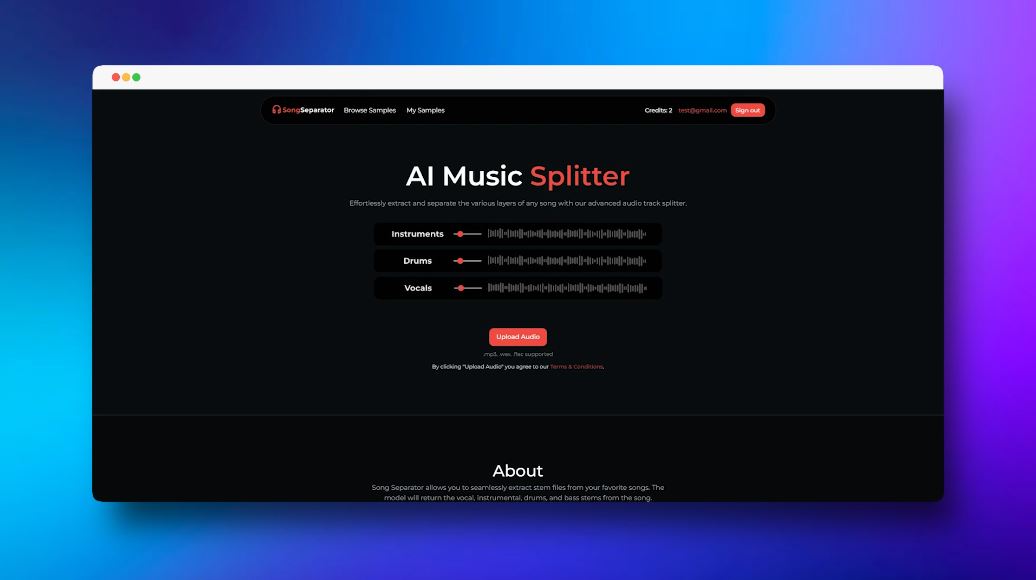 SongSeparator Browse Samples My Samples Credits: 2 test@gmail.com Sign out
AI Music Splitter
Effortlessly extract and separate the various layers of any song with our advanced audio track splitter.
Instruments
Drums
Vocals
Upload Audio
.mp3, .wav, .flac supported
By clicking "Upload Audio" you agree to our Terms & Conditions.
About
Song Separator allows you to seamlessly extract stem files from your favorite songs. The
model will return the vocal, instrumental, drums, and bass stems from the song.